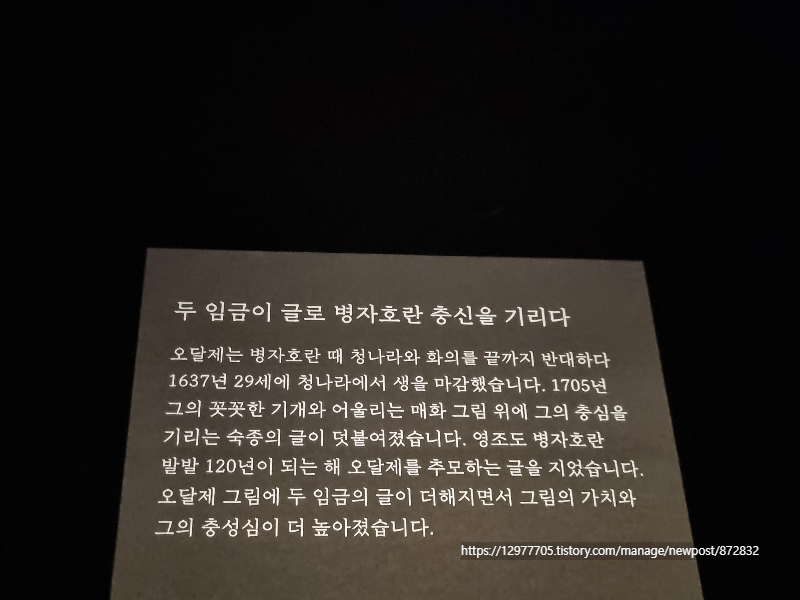 두 임금이 글로 병자호란 충신을 기리다
오달제는 병자호란 때 청나라와 화의를 끝까지 반대하다
1637년 29세에 청나라에서 생을 마감했습니다. 1705년
그의 꼿꼿한 기개와 어울리는 매화 그림 위에 그의 충심을
기리는 숙종의 글이 덧붙여졌습니다. 영조도 병자호란
발발 120년이 되는 해 오달제를 추모하는 글을 지었습니다.
오달제 그림에 두 임금의 글이 더해지면서 그림의 가치와
그의 충성심이 더 높아졌습니다.
https://12977705.tistory.com/manage/newpost/872832